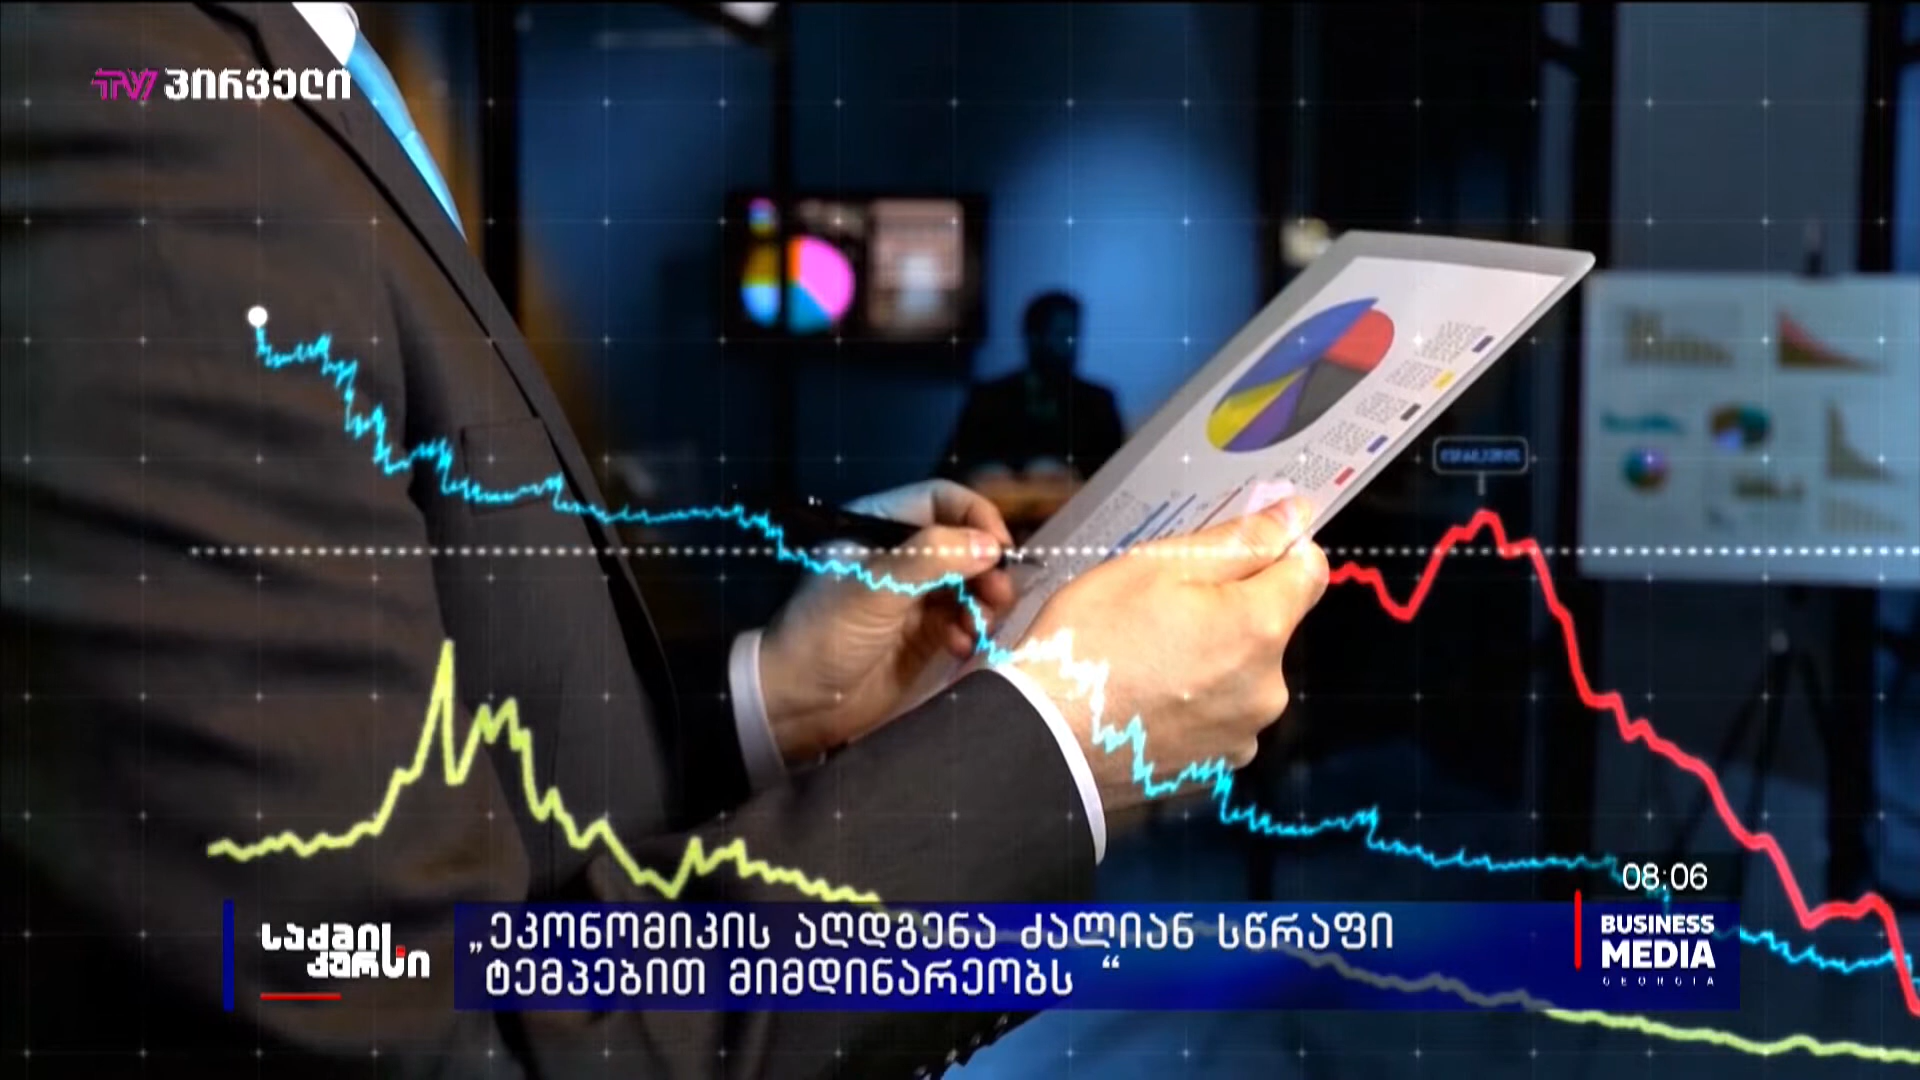 TV ᲞᲘᲠᲕᲔᲚᲘ
08:06
ᲡᲐᲥᲛᲘᲡ
ᲙᲣᲠᲡᲘ
„ᲔᲙᲝᲜᲝᲛᲘᲙᲘᲡ ᲐᲦᲓᲒᲔᲜᲐ ᲫᲐᲚᲘᲐᲜ ᲡᲬᲠᲐᲤᲘ
ᲢᲔᲛᲞᲔᲑᲘᲗ ᲛᲘᲛᲓᲘᲜᲐᲠᲔᲝᲑᲡ “
BUSINESS
MEDIA
GEORGIA